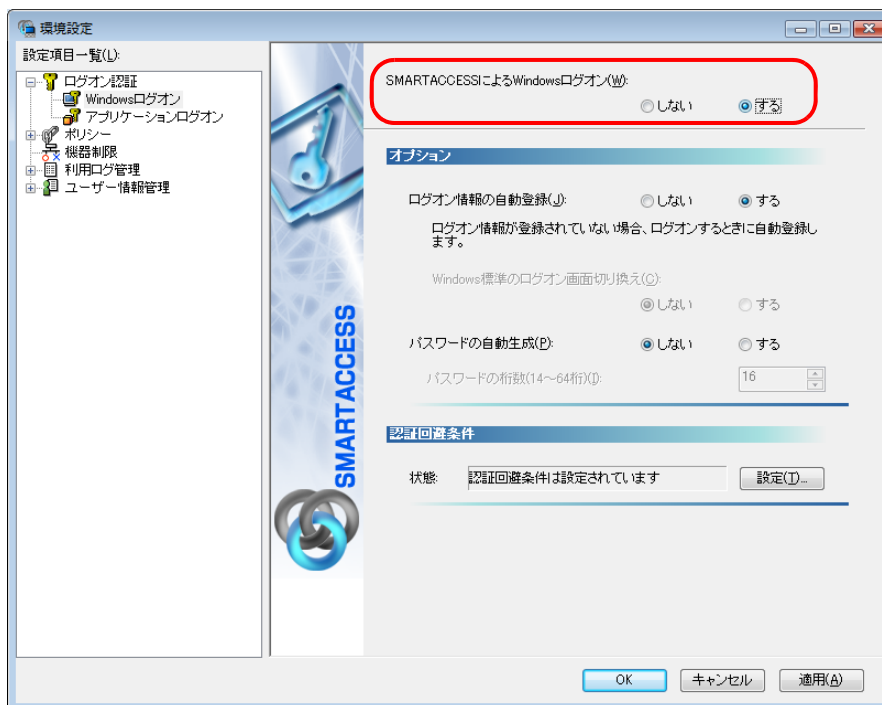 環境設定
設定項目一覧(L):
ログオン認証
Windowsログオン
アプリケーションログオン
ポリシー
機器制限
利用ログ管理
ユーザー情報管理
SMARTACCESS
SMARTACCESSによるWindowsログオン(W):
しない する
オプション
ログオン情報の自動登録(J): しない する
ログオン情報が登録されていない場合、ログオンするときに自動登録し
ます。
Windows標準のログオン画面切り換え(C):
しない する
パスワードの自動生成(P): しない する
パスワードの桁数(14～64桁)(I): 16
認証回避条件
状態: 認証回避条件は設定されています 設定(T)...
OK キャンセル 適用(A)